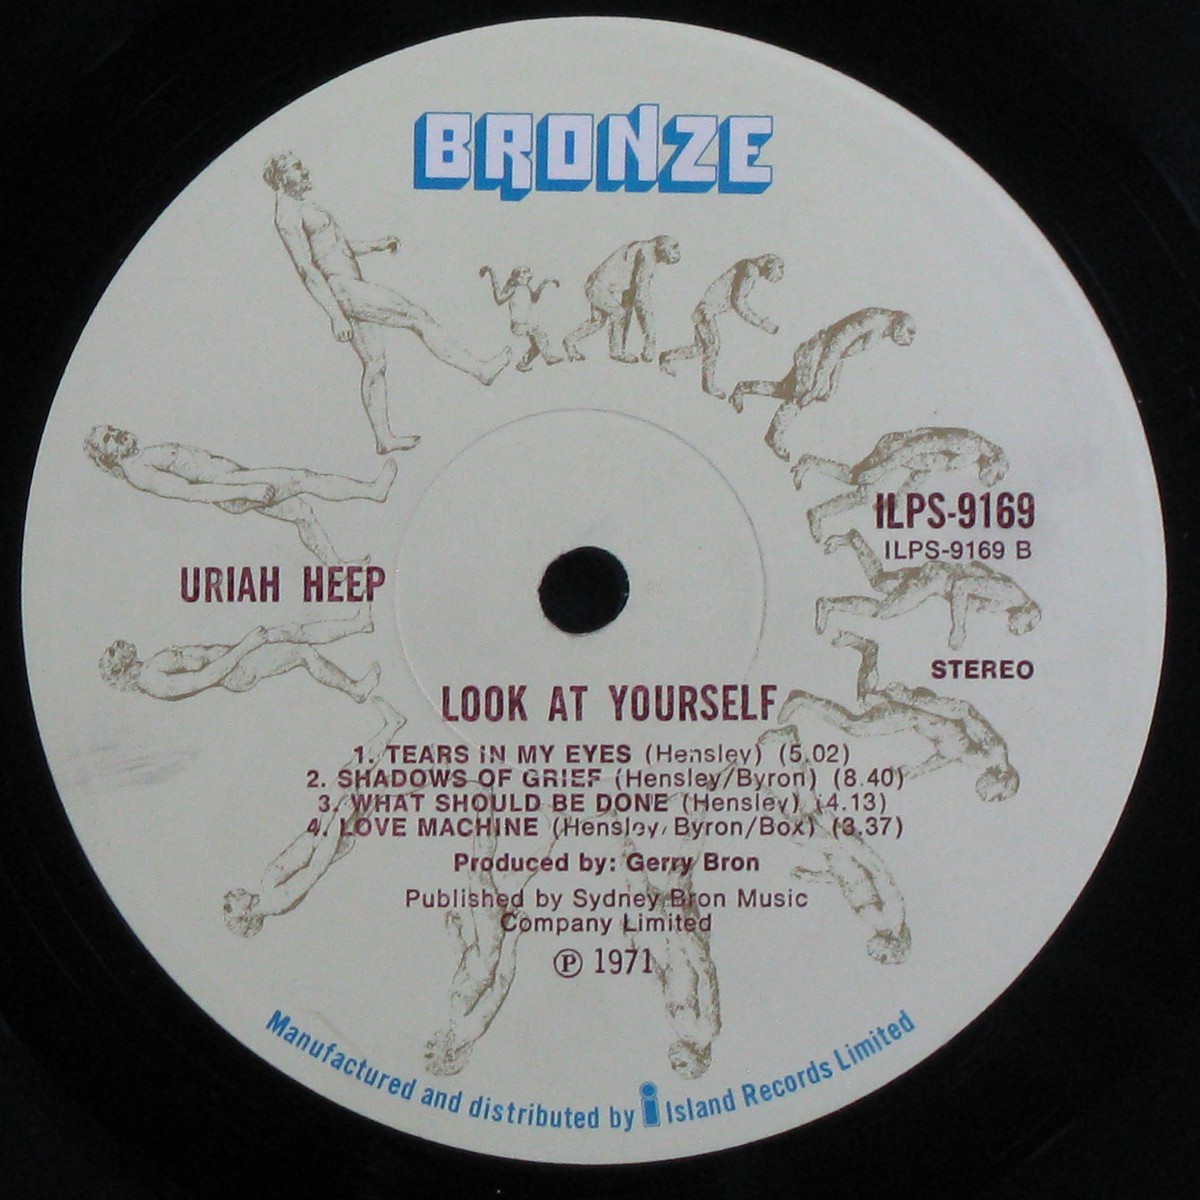 BRONZE
ILPS-9169
ILPS-9169 B
URIAH HEEP
STEREO
LOOK AT YOURSELF
1. TEARS IN MY EYES (Hensley) (5.02)
2. SHADOWS OF GRIEF (Hensley/Byron) (8.40)
3. WHAT SHOULD BE DONE (Hensley) (4.13)
4. LOVE MACHINE (Hensley/Byron/Box) (3.37)
Produced by: Gerry Bron
Published by Sydney Bron Music
Company Limited
℗ 1971
Manufactured and distributed by i Island Records Limited